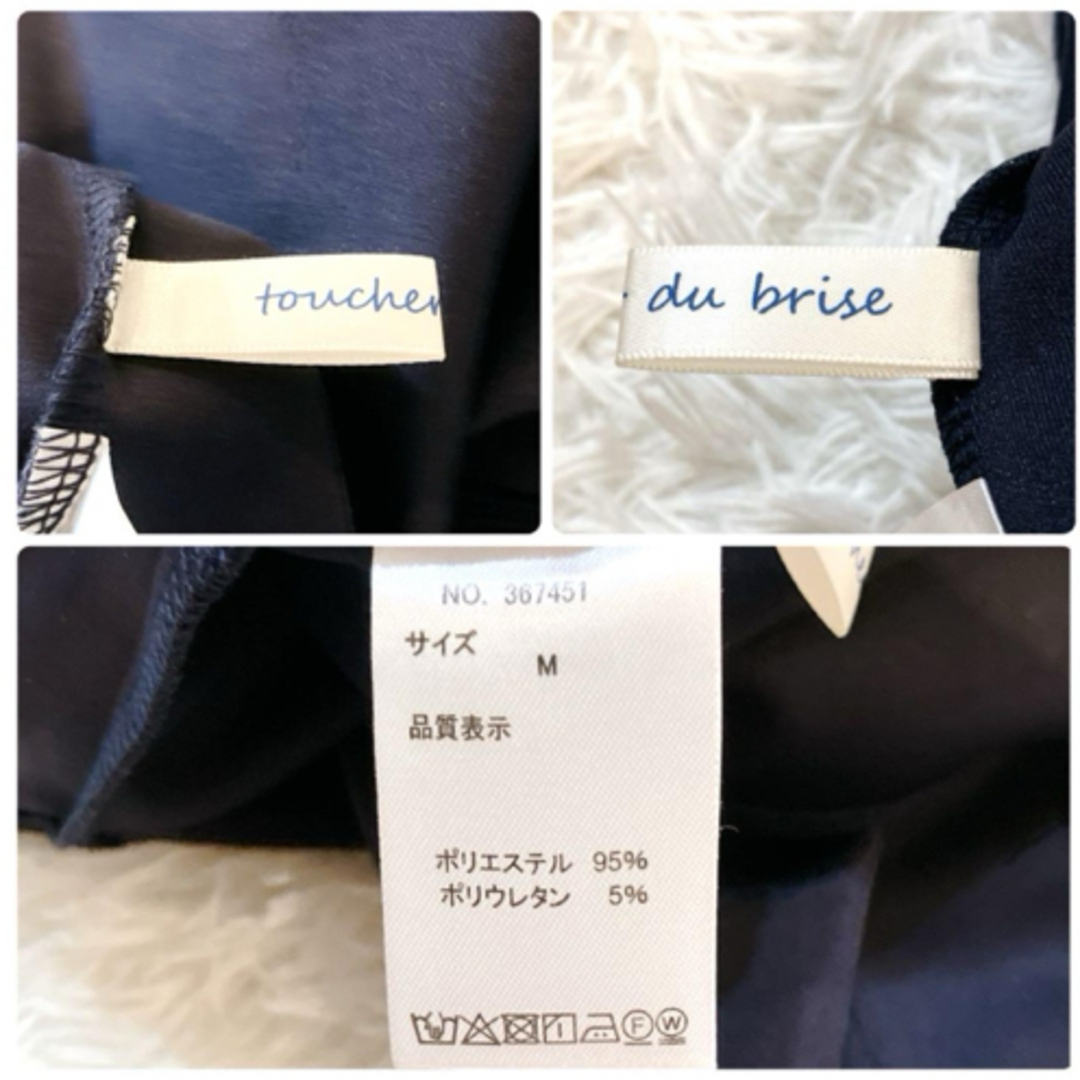 toucher
du brise
NO. 367451
サイズ
M
品質表示
ポリエステル 95%
ポリウレタン 5%
F W